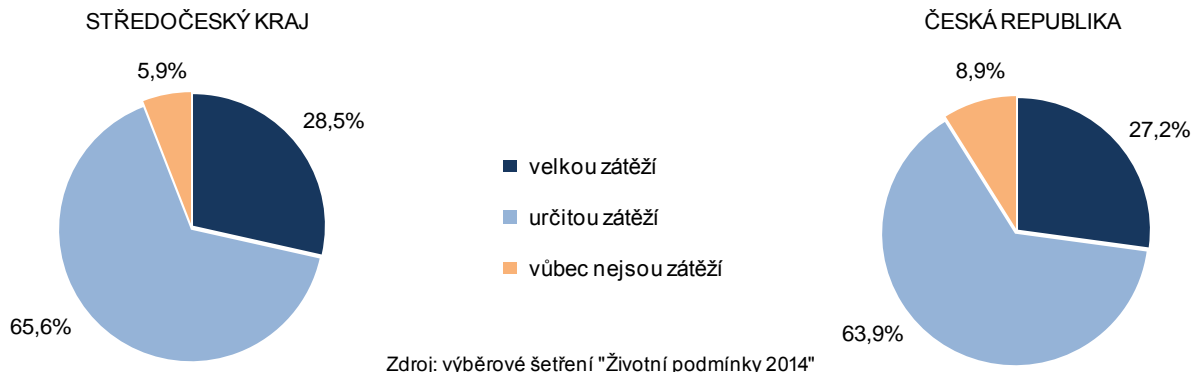 STŘEDOČESKÝ KRAJ
5,9%
28,5%
65,6%
velkou zátěží
určitou zátěží
vůbec nejsou zátěží
ČESKÁ REPUBLIKA
8,9%
27,2%
63,9%
Zdroj: výběrové šetření "Životní podmínky 2014"